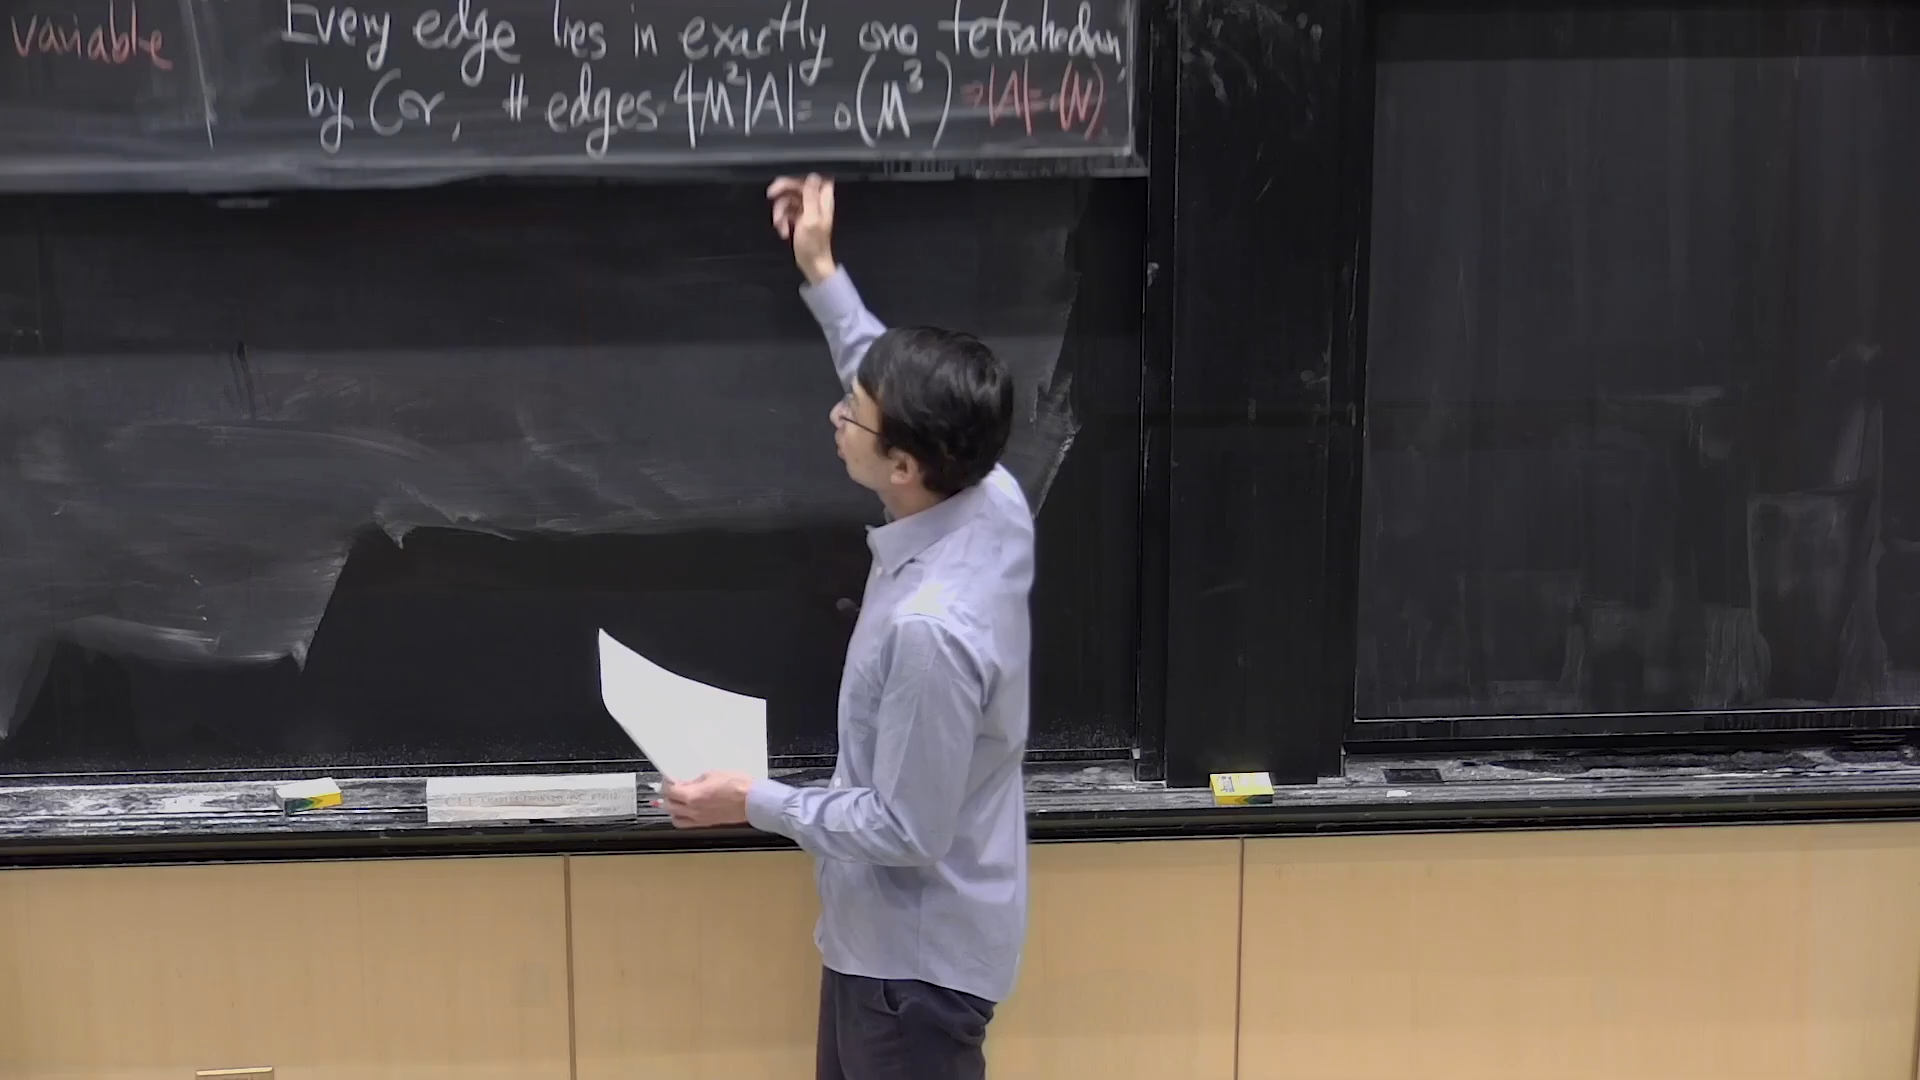 variable
Every edge lies in exactly one tetrahedron,
by Cor, # edges 4M²|A| = o(M³) ⇒ |A| = o(N).